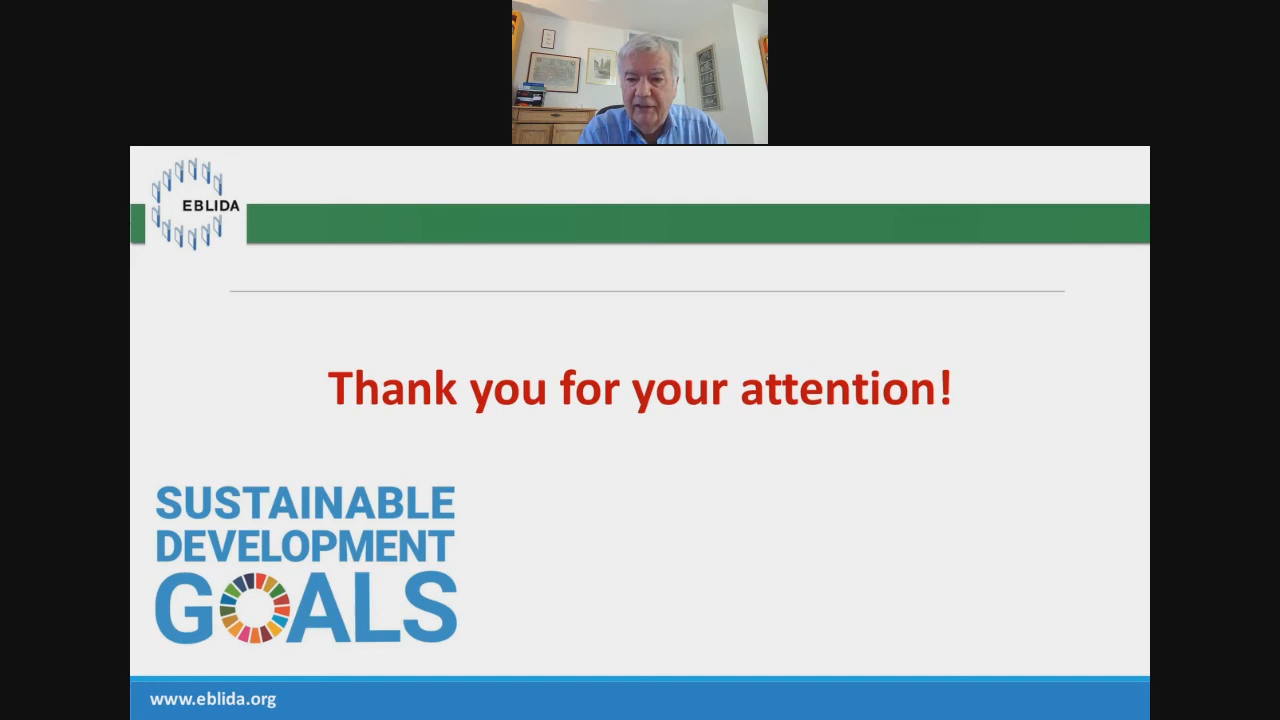 EBLIDA
Thank you for your attention!
SUSTAINABLE
DEVELOPMENT
GOALS
www.eblida.org